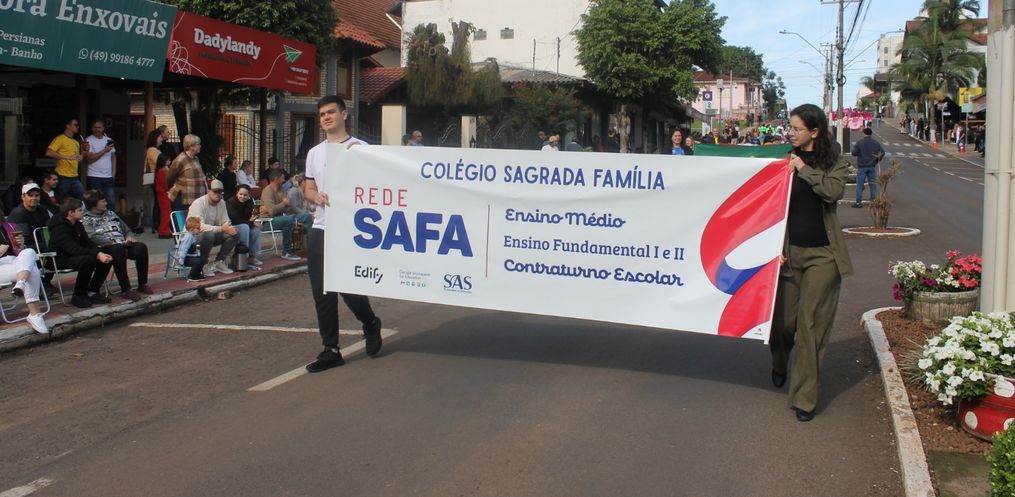 ora Enxovais
Persianas
a- Banho
(49) 99186 4777
Dadylandy
COLÉGIO SAGRADA FAMÍLIA
REDE
SAFA
Ensino Médio
Ensino Fundamental I e II
Contraturno Escolar
Edify
SAS